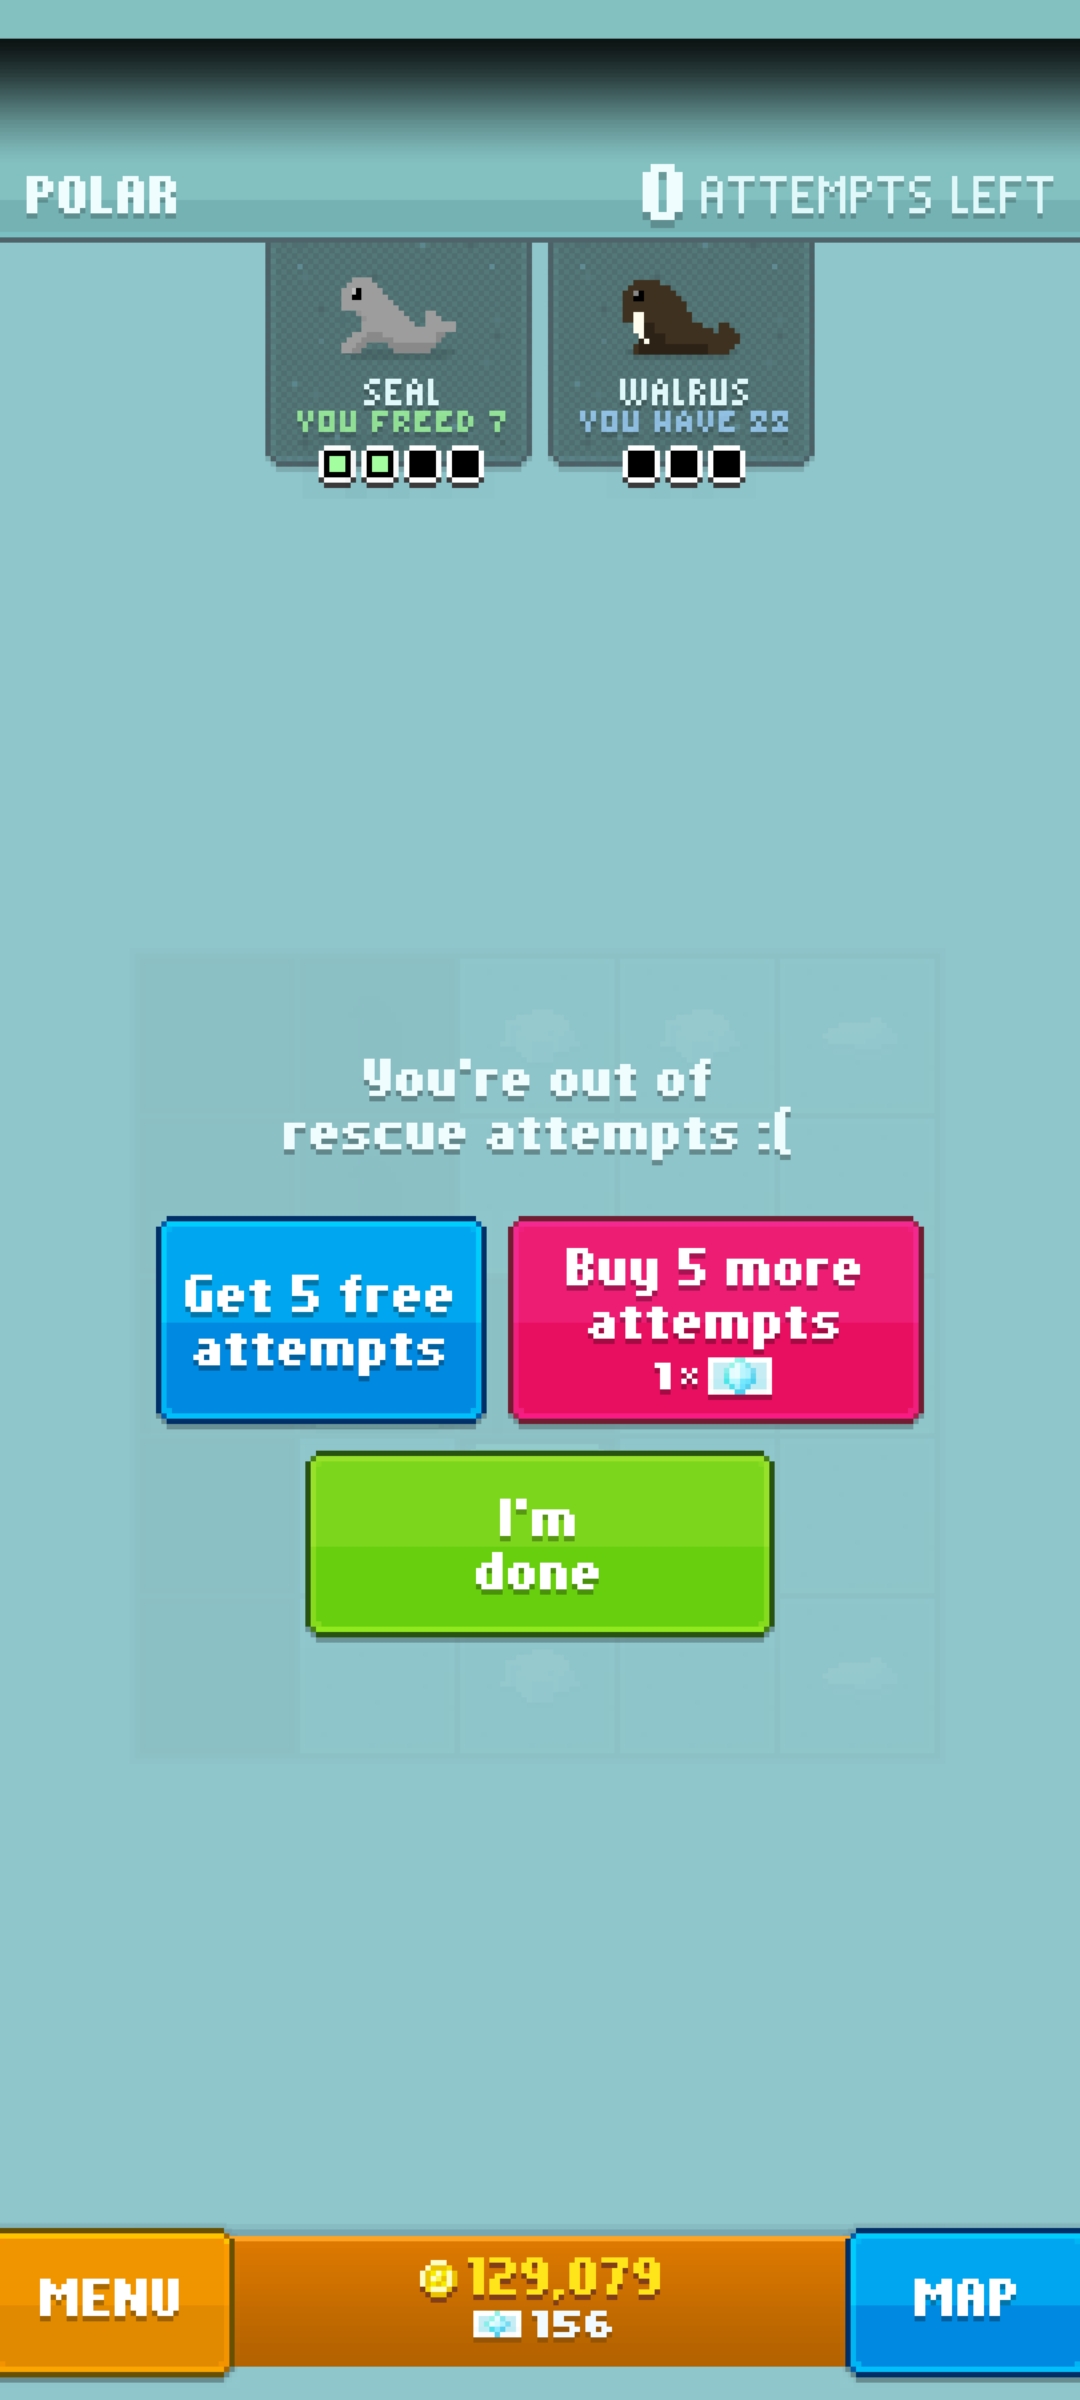 POLAR
0 ATTEMPTS LEFT
SEAL
YOU FREED 7
WALRUS
YOU HAVE 22
You're out of
rescue attempts :(
Get 5 free
attempts
Buy 5 more
attempts
1×
I'm
done
MENU
129,079
156
MAP